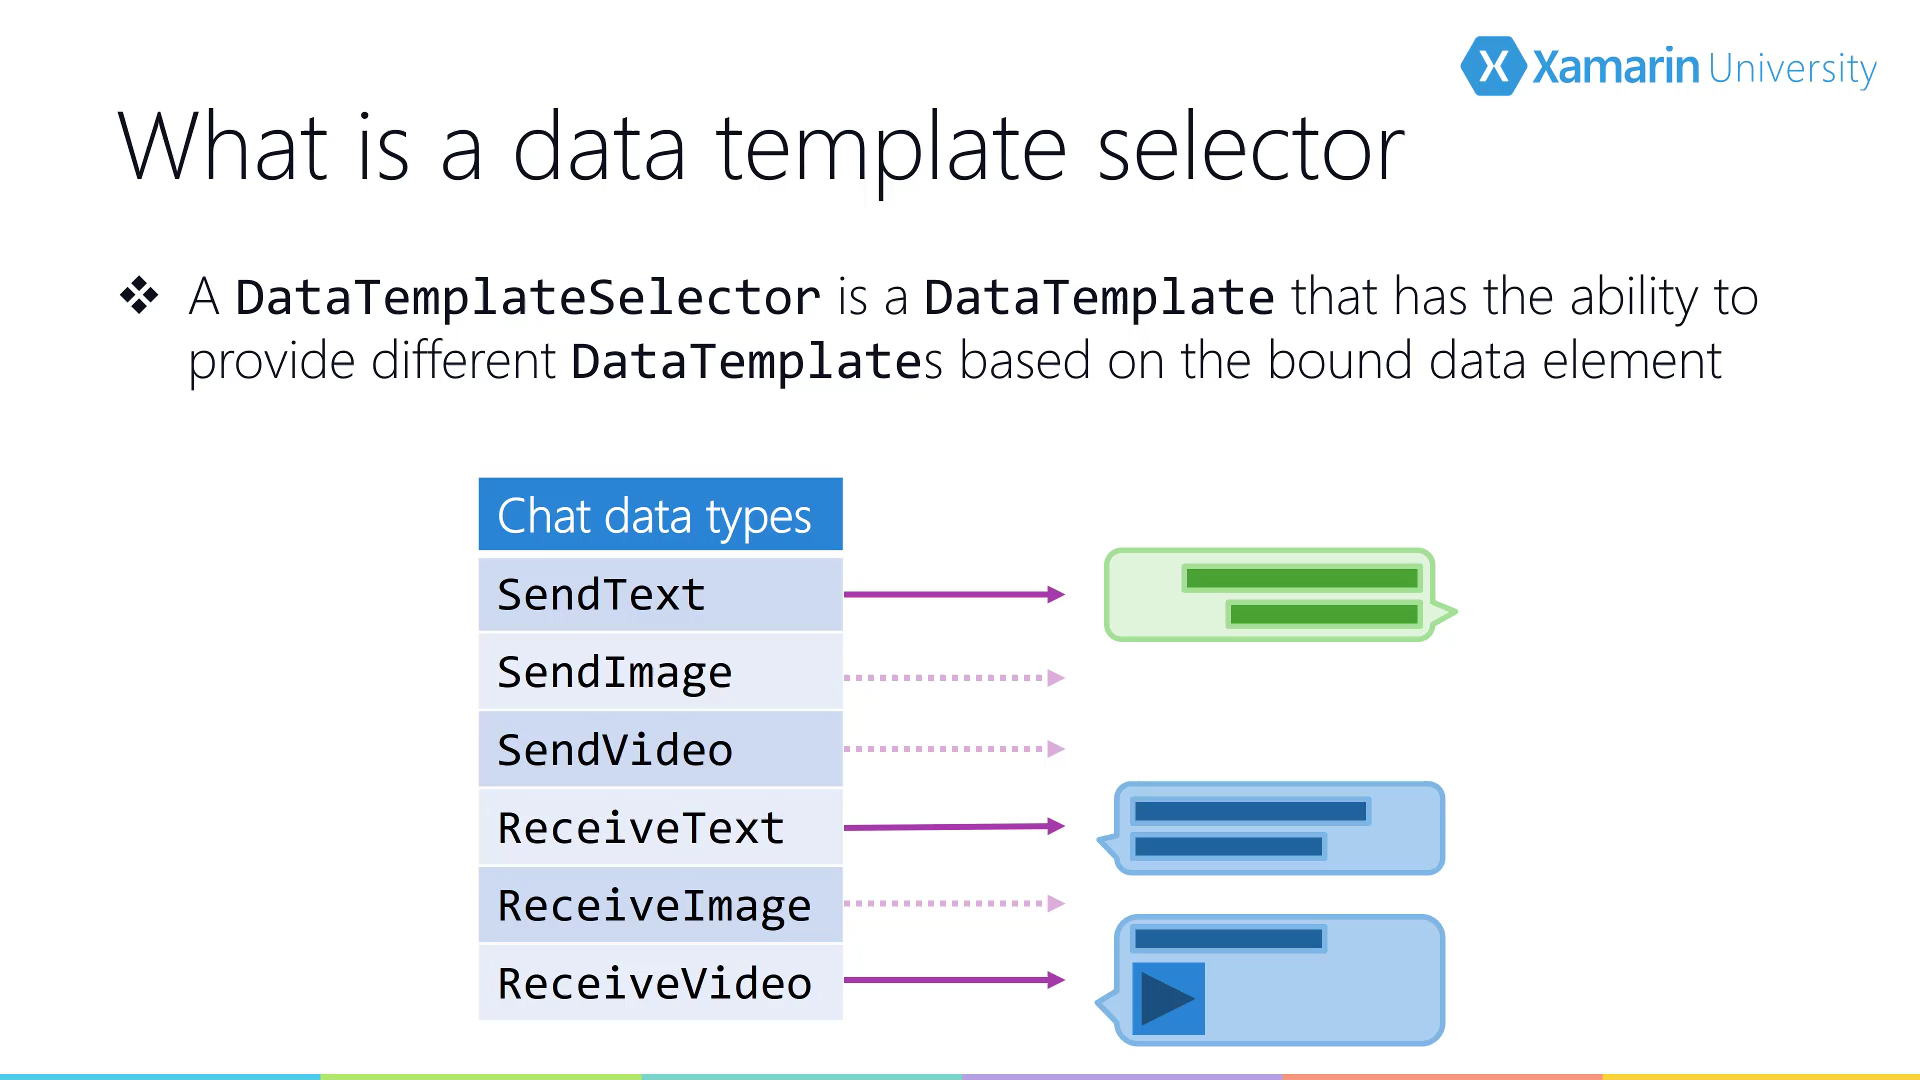 Xamarin University
What is a data template selector
❖ A DataTemplateSelector is a DataTemplate that has the ability to
provide different DataTemplates based on the bound data element
Chat data types
SendText
SendImage
SendVideo
ReceiveText
ReceiveImage
ReceiveVideo